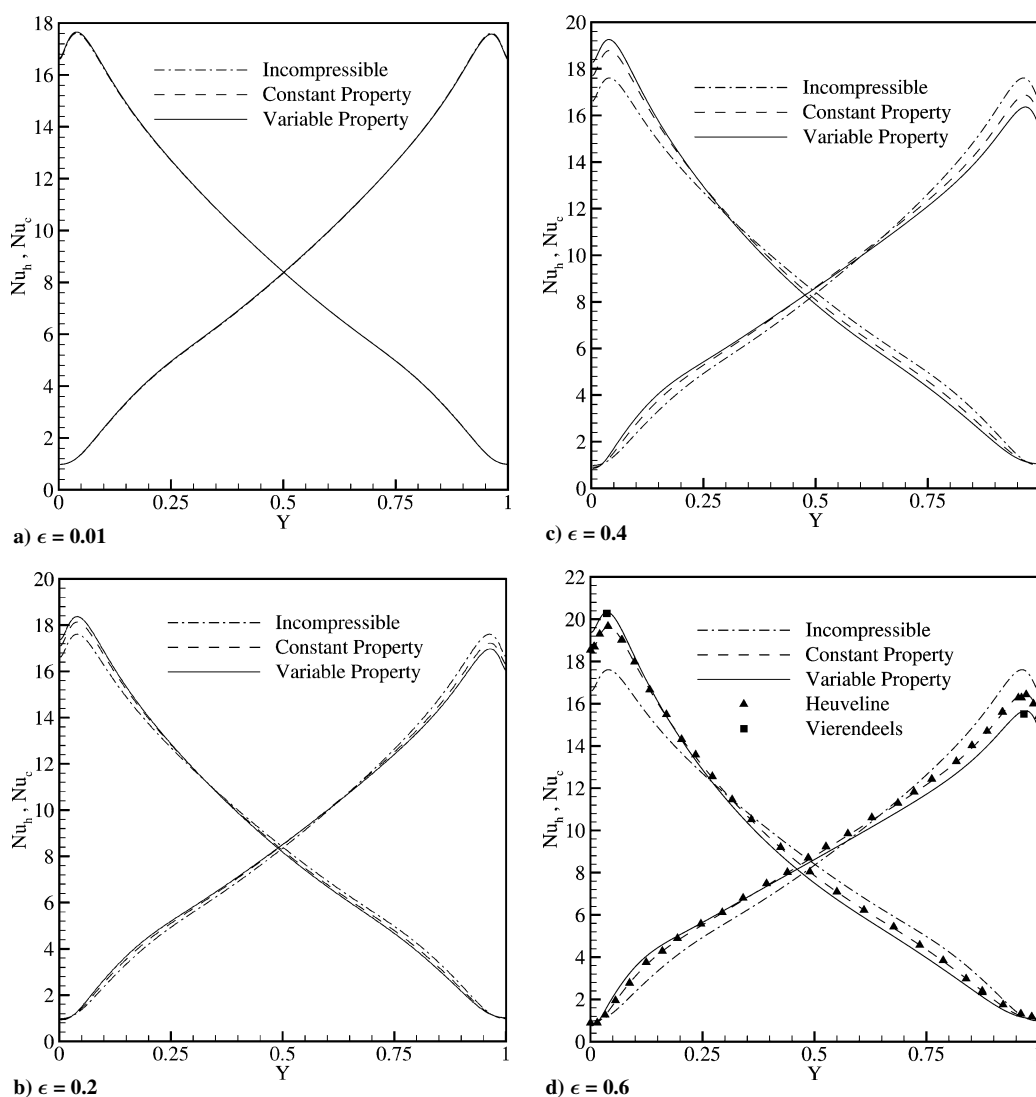 18
16
14
12
10
8
6
4
2
0
Nu_h , Nu_c
Incompressible
Constant Property
Variable Property
0 0.25 0.5 0.75 1
Y
a) ϵ = 0.01
20
18
16
14
12
10
8
6
4
2
0
Nu_h , Nu_c
Incompressible
Constant Property
Variable Property
0 0.25 0.5 0.75
Y
c) ϵ = 0.4
20
18
16
14
12
10
8
6
4
2
0
Nu_h , Nu_c
Incompressible
Constant Property
Variable Property
0 0.25 0.5 0.75 1
Y
b) ϵ = 0.2
22
20
18
16
14
12
10
8
6
4
2
0
Nu_h , Nu_c
Incompressible
Constant Property
Variable Property
Heuveline
Vierendeels
0 0.25 0.5 0.75
Y
d) ϵ = 0.6